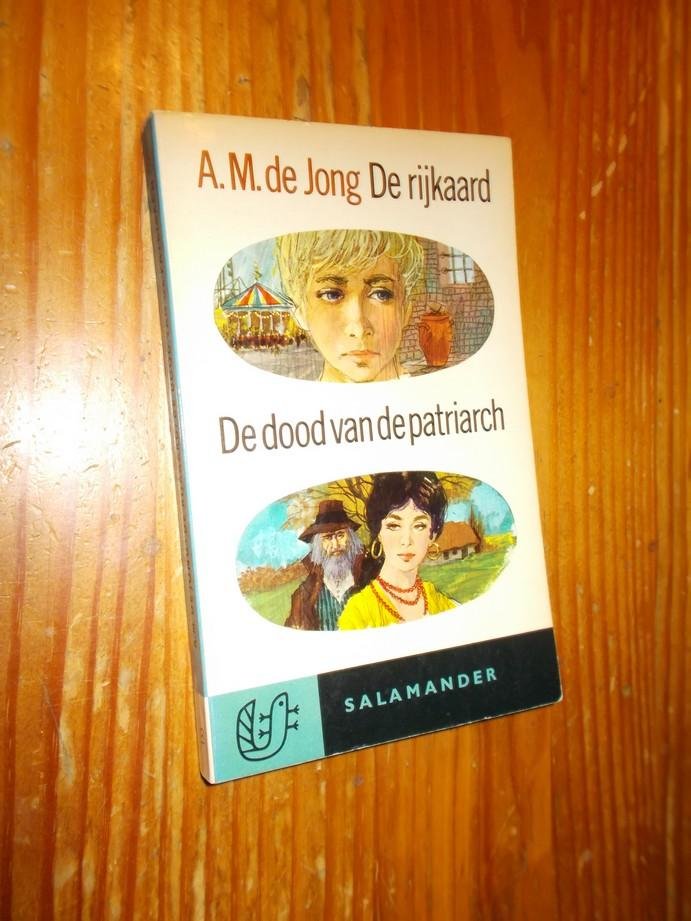 A.M. de Jong De rijkaard
De dood van de patriarch
SALAMANDER